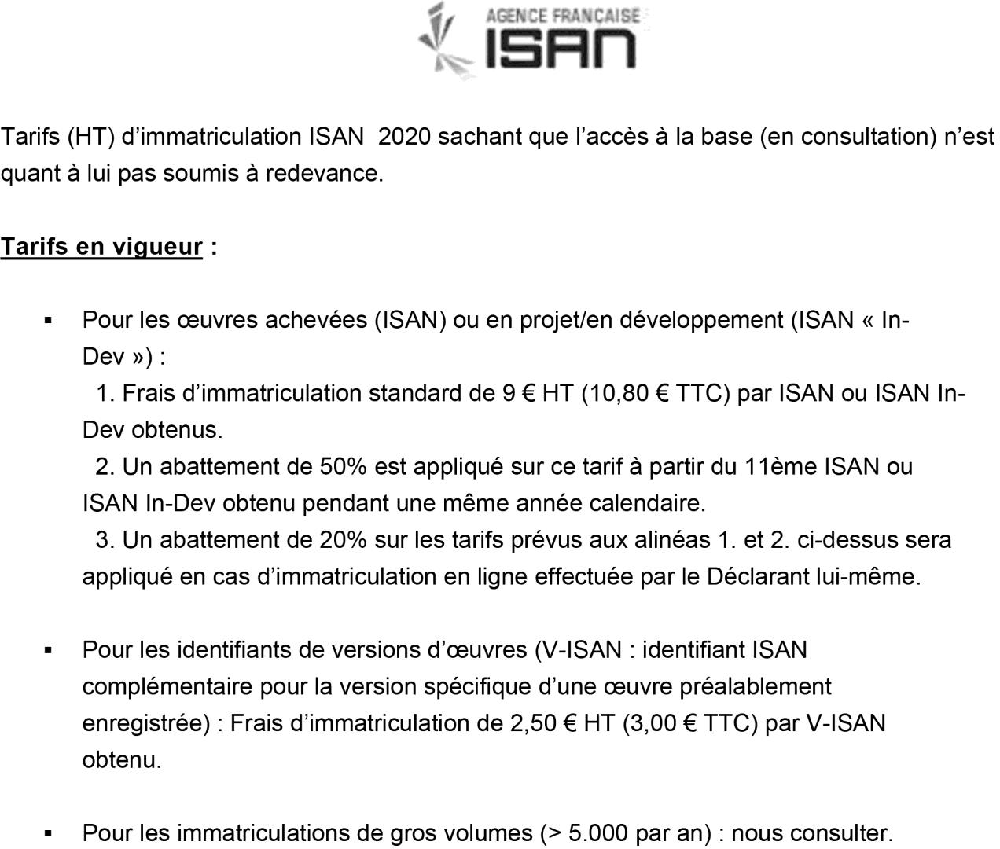 AGENCE FRANÇAISE
ISAN
Tarifs (HT) d’immatriculation ISAN  2020 sachant que l’accès à la base (en consultation) n’est
quant à lui pas soumis à redevance.
Tarifs en vigueur :
▪ Pour les œuvres achevées (ISAN) ou en projet/en développement (ISAN « In-
Dev ») :
1. Frais d’immatriculation standard de 9 € HT (10,80 € TTC) par ISAN ou ISAN In-
Dev obtenus.
2. Un abattement de 50% est appliqué sur ce tarif à partir du 11ème ISAN ou
ISAN In-Dev obtenu pendant une même année calendaire.
3. Un abattement de 20% sur les tarifs prévus aux alinéas 1. et 2. ci-dessus sera
appliqué en cas d’immatriculation en ligne effectuée par le Déclarant lui-même.
▪ Pour les identifiants de versions d’œuvres (V-ISAN : identifiant ISAN
complémentaire pour la version spécifique d’une œuvre préalablement
enregistrée) : Frais d’immatriculation de 2,50 € HT (3,00 € TTC) par V-ISAN
obtenu.
▪ Pour les immatriculations de gros volumes (> 5.000 par an) : nous consulter.